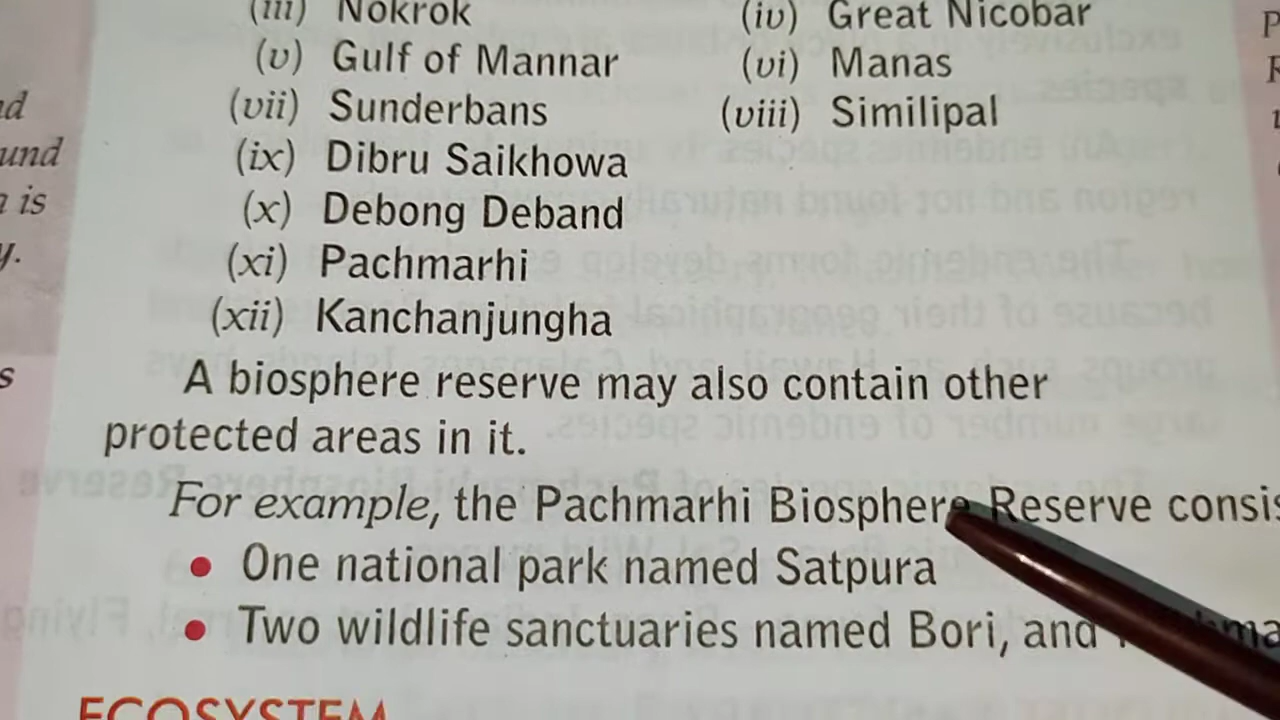 (iii) Nokrok (iv) Great Nicobar
(v) Gulf of Mannar (vi) Manas
(vii) Sunderbans (viii) Similipal
(ix) Dibru Saikhowa
(x) Debong Deband
(xi) Pachmarhi
(xii) Kanchanjungha
A biosphere reserve may also contain other
protected areas in it.
For example, the Pachmarhi Biosphere Reserve consis
One national park named Satpura
Two wildlife sanctuaries named Bori, and
ECOSYSTEM
und
is
y.
s